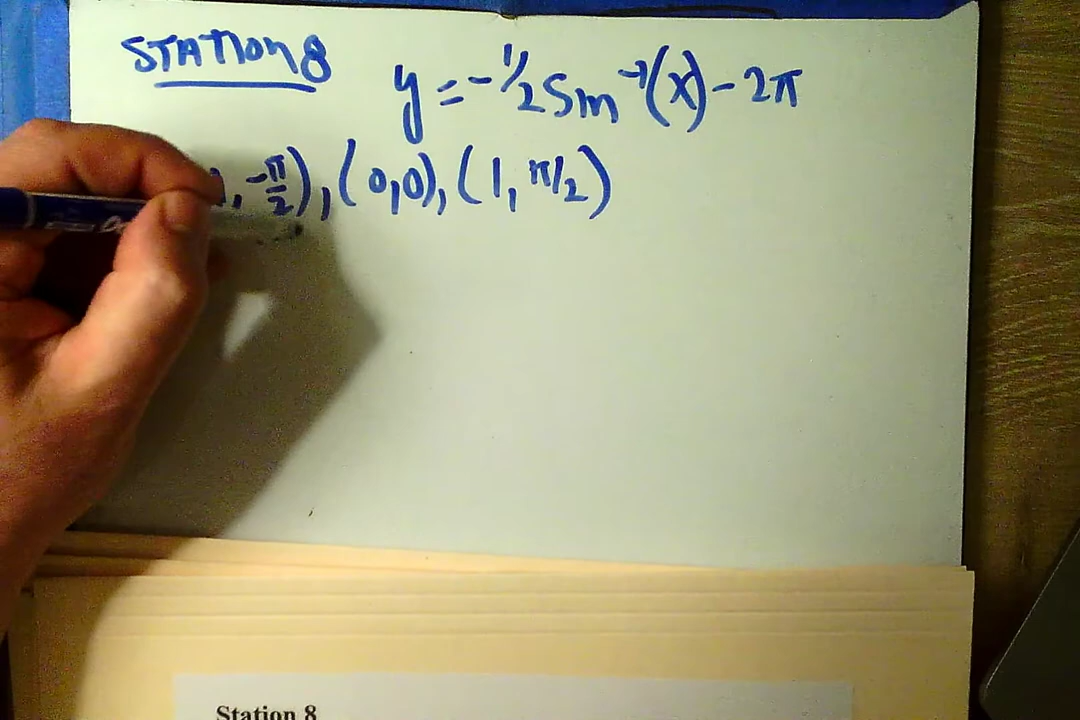 STATION 8
y = -1/2 Sin⁻¹(x) - 2π
, -π/2), (0,0), (1, π/2)
Station 8